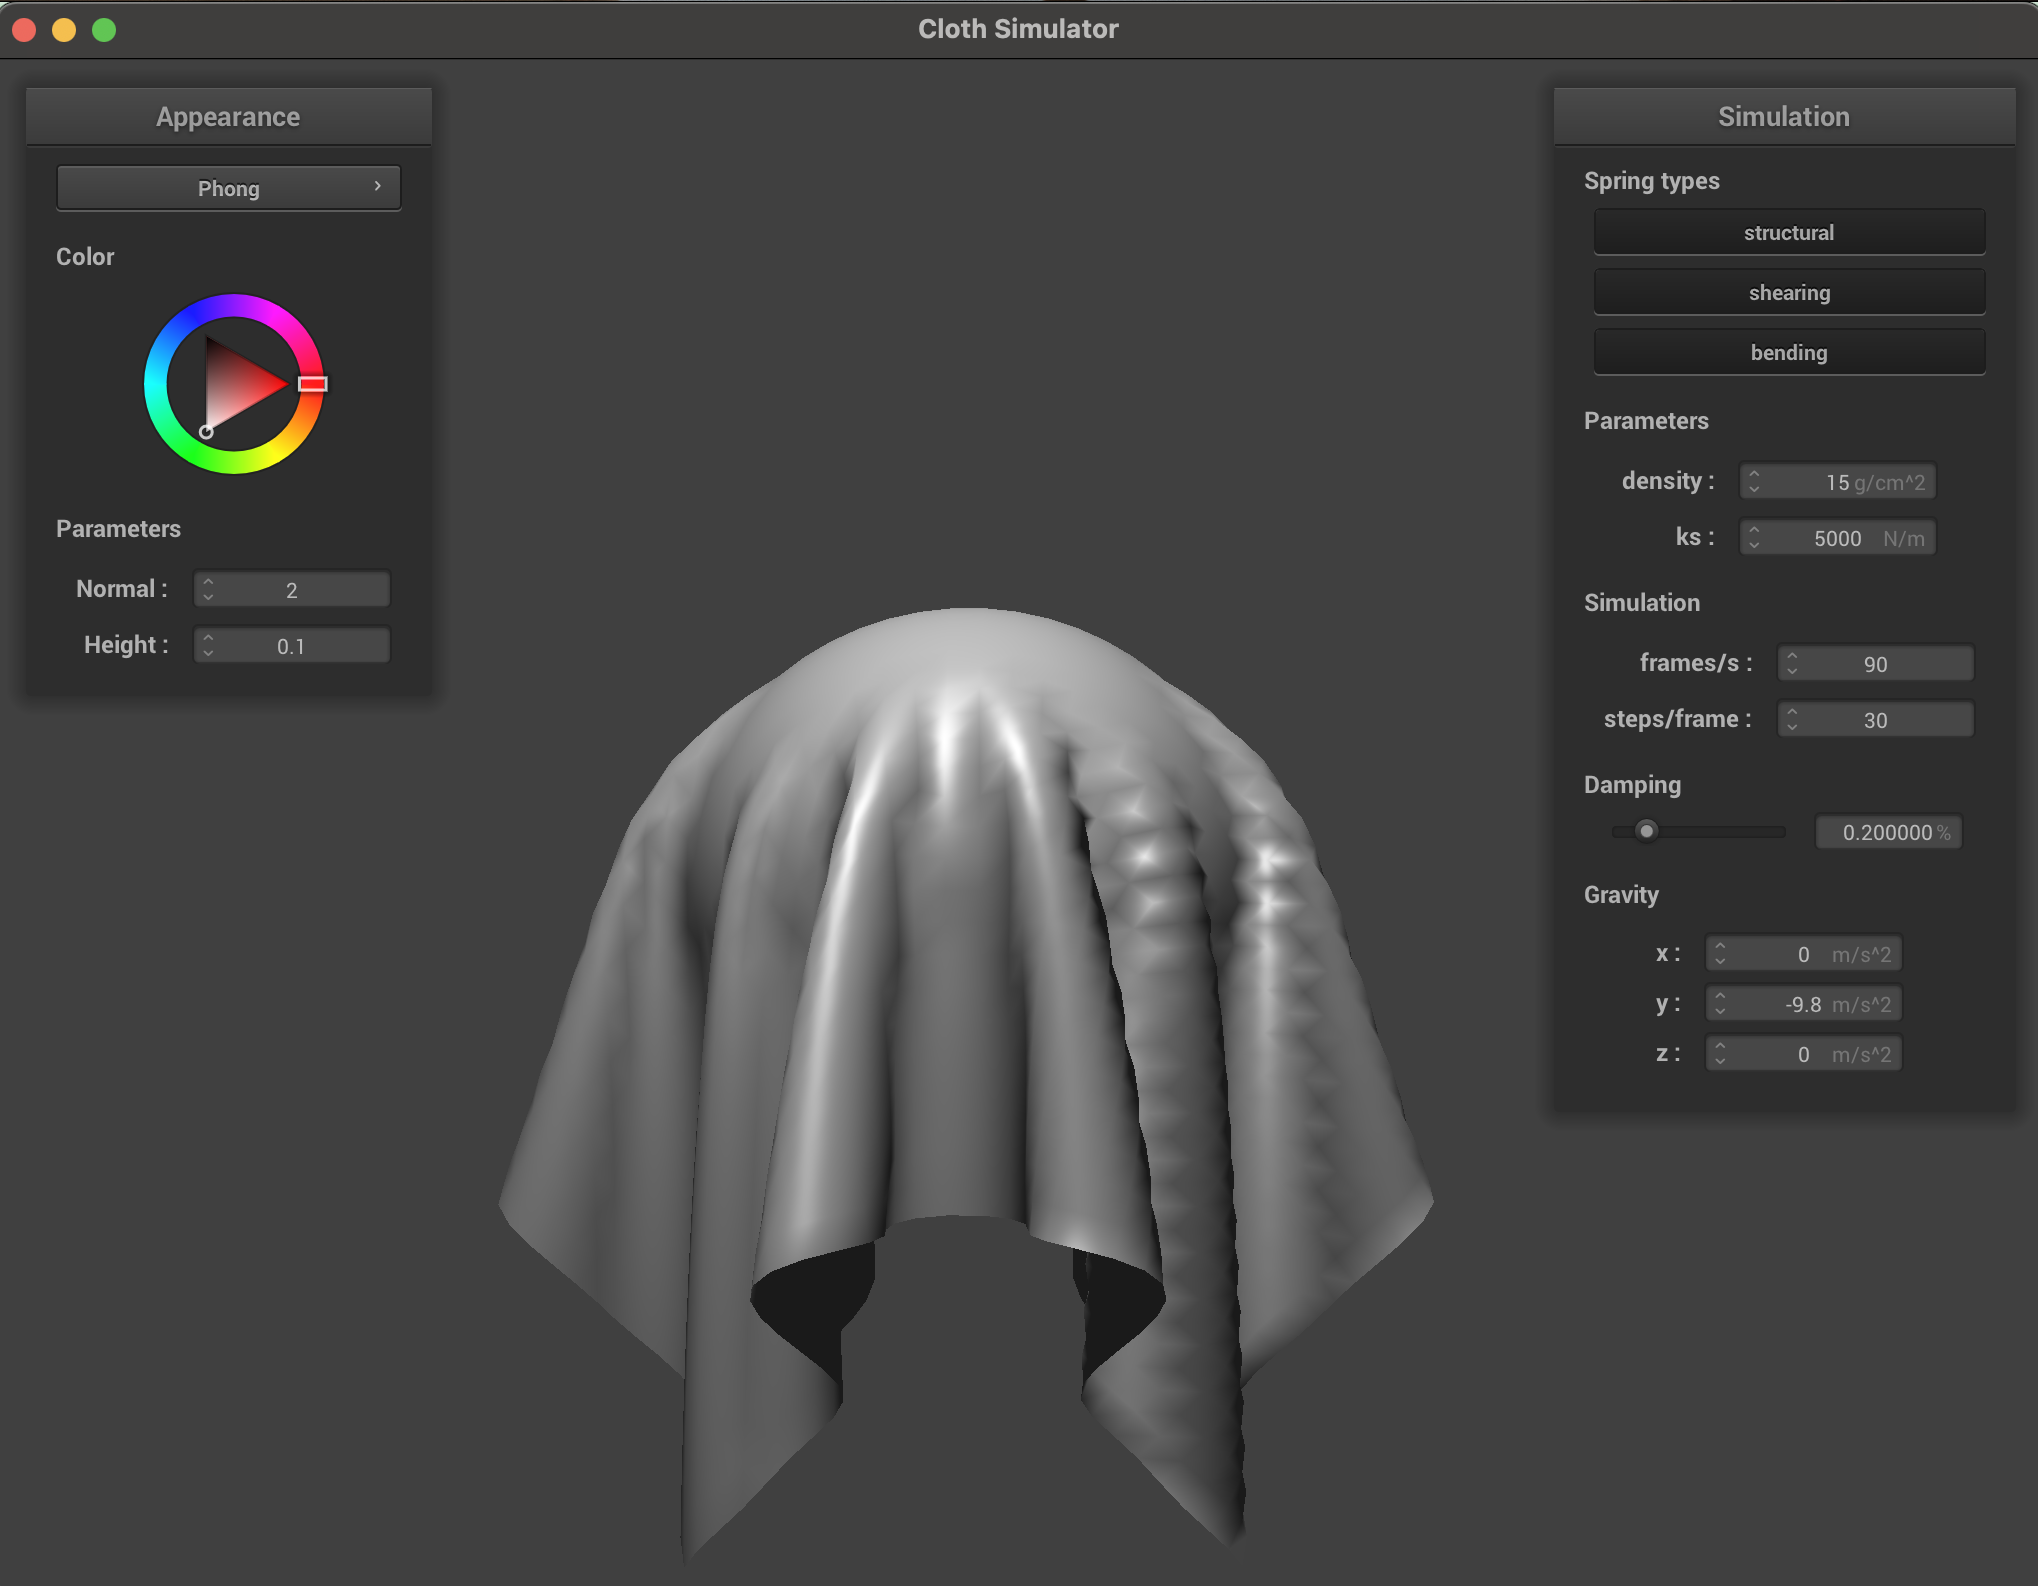 Cloth Simulator
Appearance
Phong
Color
Parameters
Normal : 2
Height : 0.1
Simulation
Spring types
structural
shearing
bending
Parameters
density : 15 g/cm^2
ks : 5000 N/m
Simulation
frames/s : 90
steps/frame : 30
Damping
0.200000 %
Gravity
x : 0 m/s^2
y : -9.8 m/s^2
z : 0 m/s^2